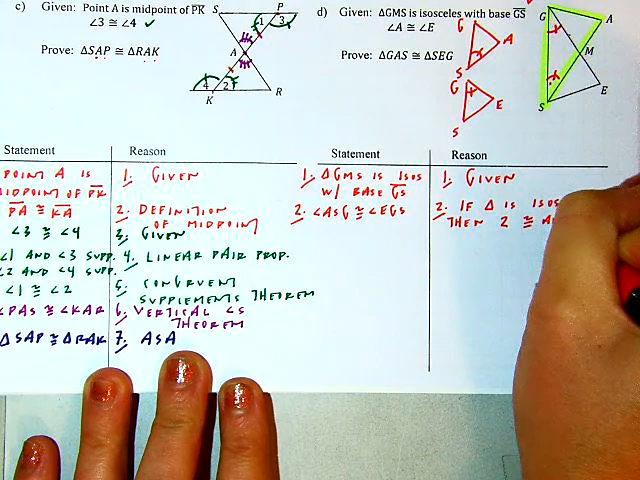 c) Given: Point A is midpoint of PK
∠3 ≅ ∠4 ✓
Prove: ΔSAP ≅ ΔRAK
S P
1 3
A
4 2
K R
d) Given: ΔGMS is isosceles with base GS
∠A ≅ ∠E
Prove: ΔGAS ≅ ΔSEG
G
A
S
G
E
S
G A
M
S E
Statement Reason
POINT A IS
MIDPOINT OF PK
1. GIVEN
PA ≅ KA
2. DEFINITION
OF MIDPOINT
∠3 ≅ ∠4
3. GIVEN
∠1 AND ∠3 SUPP.
∠2 AND ∠4 SUPP.
4. LINEAR PAIR PROP.
∠1 ≅ ∠2
5. CONGRUENT
SUPPLEMENTS THEOREM
∠PAS ≅ ∠KAR
6. VERTICAL ∠S
THEOREM
ΔSAP ≅ ΔRAK
7. ASA
Statement Reason
1. ΔGMS IS ISOS
W/ BASE GS
1. GIVEN
2. ∠ASG ≅ ∠EGS
2. IF Δ IS ISOS
THEN 2 ≅